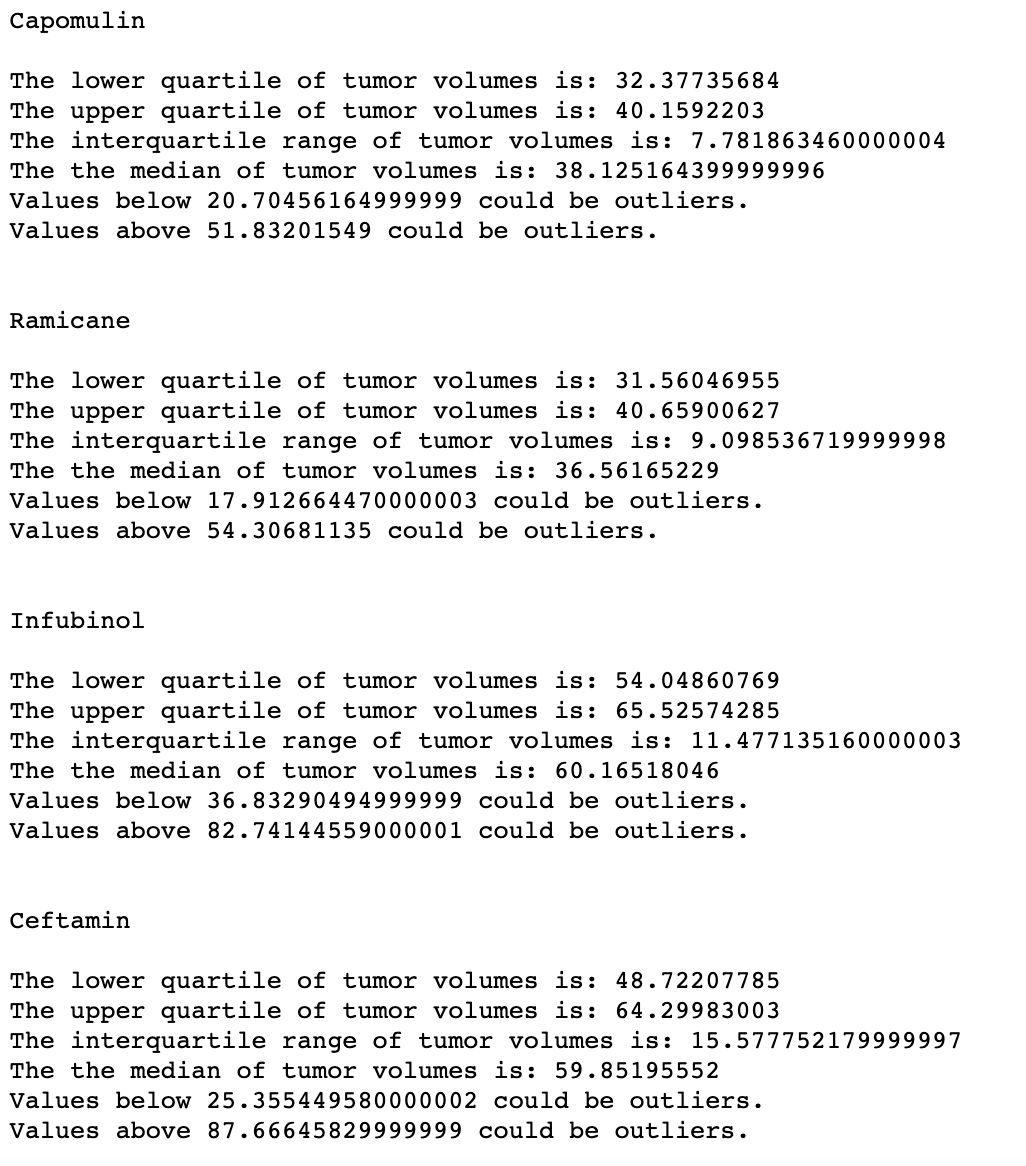 Capomulin
The lower quartile of tumor volumes is: 32.37735684
The upper quartile of tumor volumes is: 40.1592203
The interquartile range of tumor volumes is: 7.781863460000004
The the median of tumor volumes is: 38.125164399999996
Values below 20.70456164999999 could be outliers.
Values above 51.83201549 could be outliers.
Ramicane
The lower quartile of tumor volumes is: 31.56046955
The upper quartile of tumor volumes is: 40.65900627
The interquartile range of tumor volumes is: 9.098536719999998
The the median of tumor volumes is: 36.56165229
Values below 17.912664470000003 could be outliers.
Values above 54.30681135 could be outliers.
Infubinol
The lower quartile of tumor volumes is: 54.04860769
The upper quartile of tumor volumes is: 65.52574285
The interquartile range of tumor volumes is: 11.477135160000003
The the median of tumor volumes is: 60.16518046
Values below 36.83290494999999 could be outliers.
Values above 82.74144559000001 could be outliers.
Ceftamin
The lower quartile of tumor volumes is: 48.72207785
The upper quartile of tumor volumes is: 64.29983003
The interquartile range of tumor volumes is: 15.577752179999997
The the median of tumor volumes is: 59.85195552
Values below 25.355449580000002 could be outliers.
Values above 87.66645829999999 could be outliers.